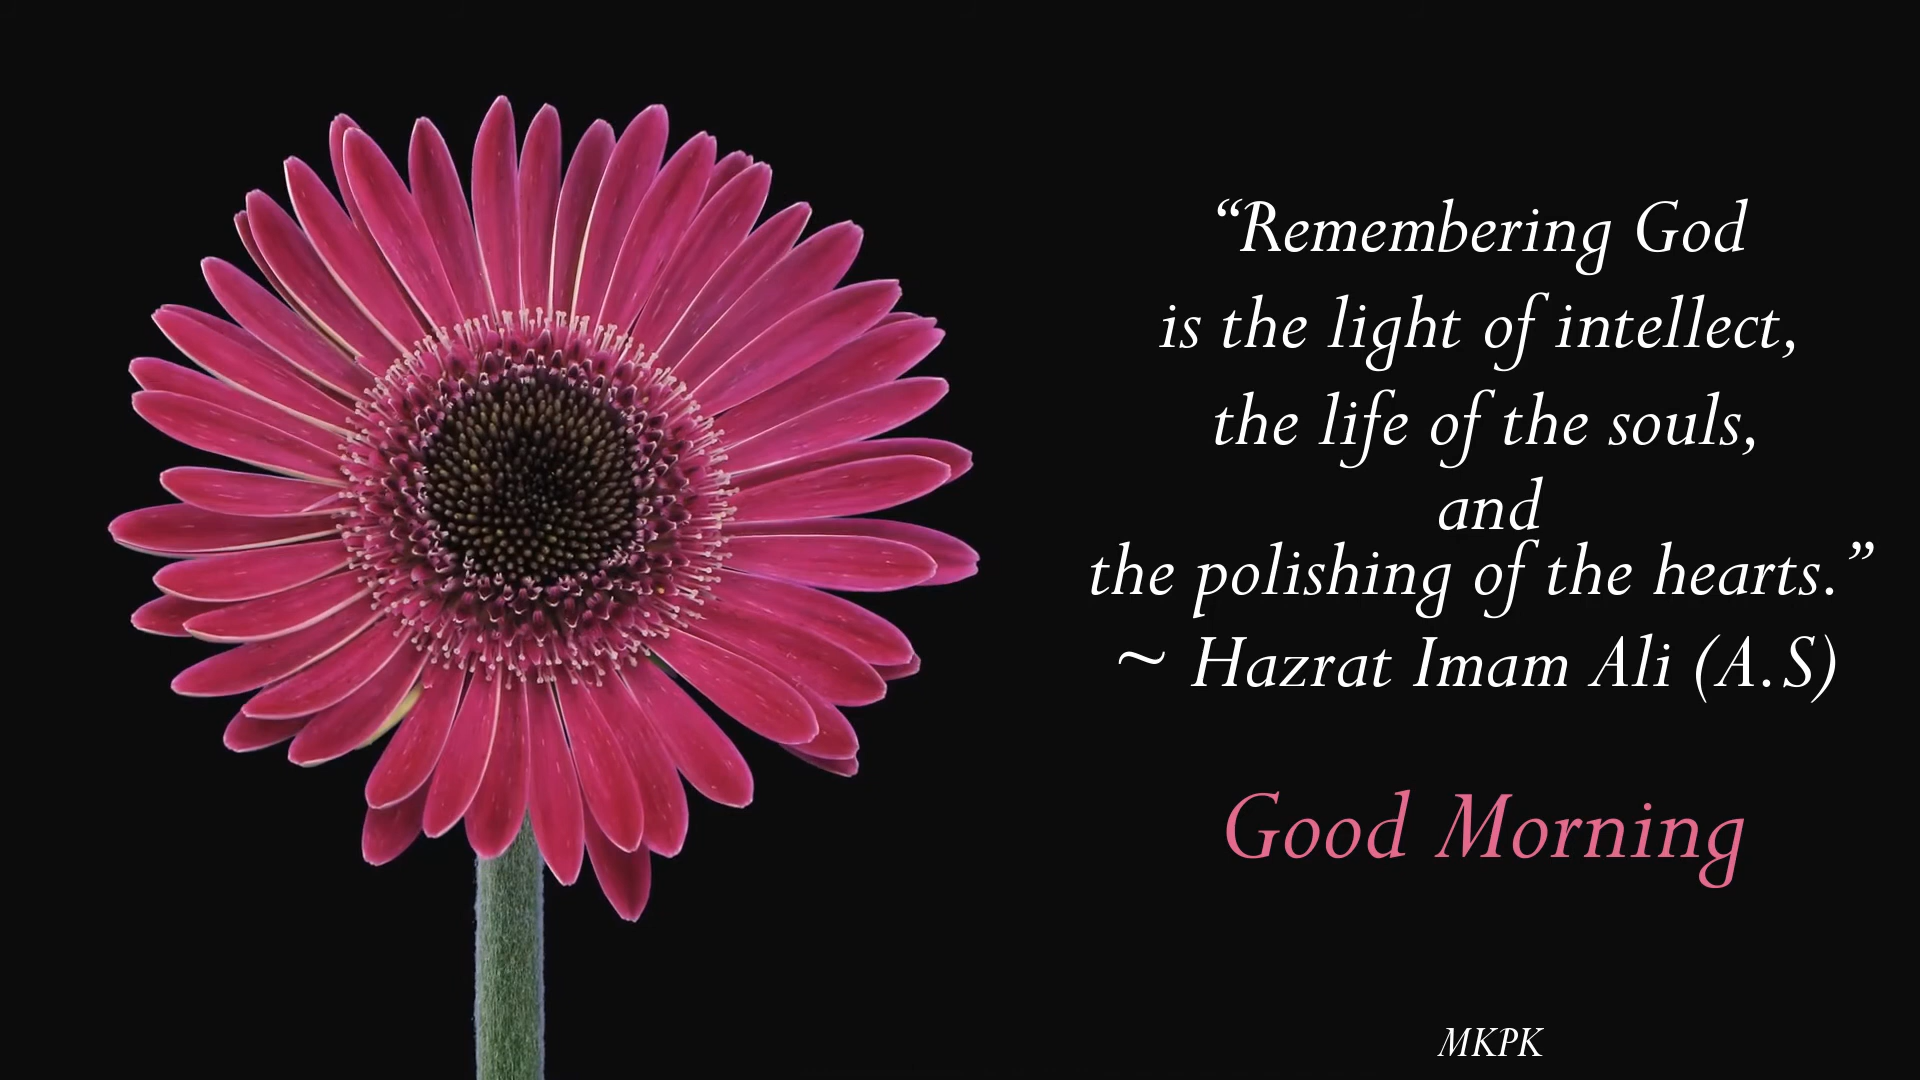 “Remembering God
is the light of intellect,
the life of the souls,
and
the polishing of the hearts.”
~ Hazrat Imam Ali (A.S)
Good Morning
MKPK